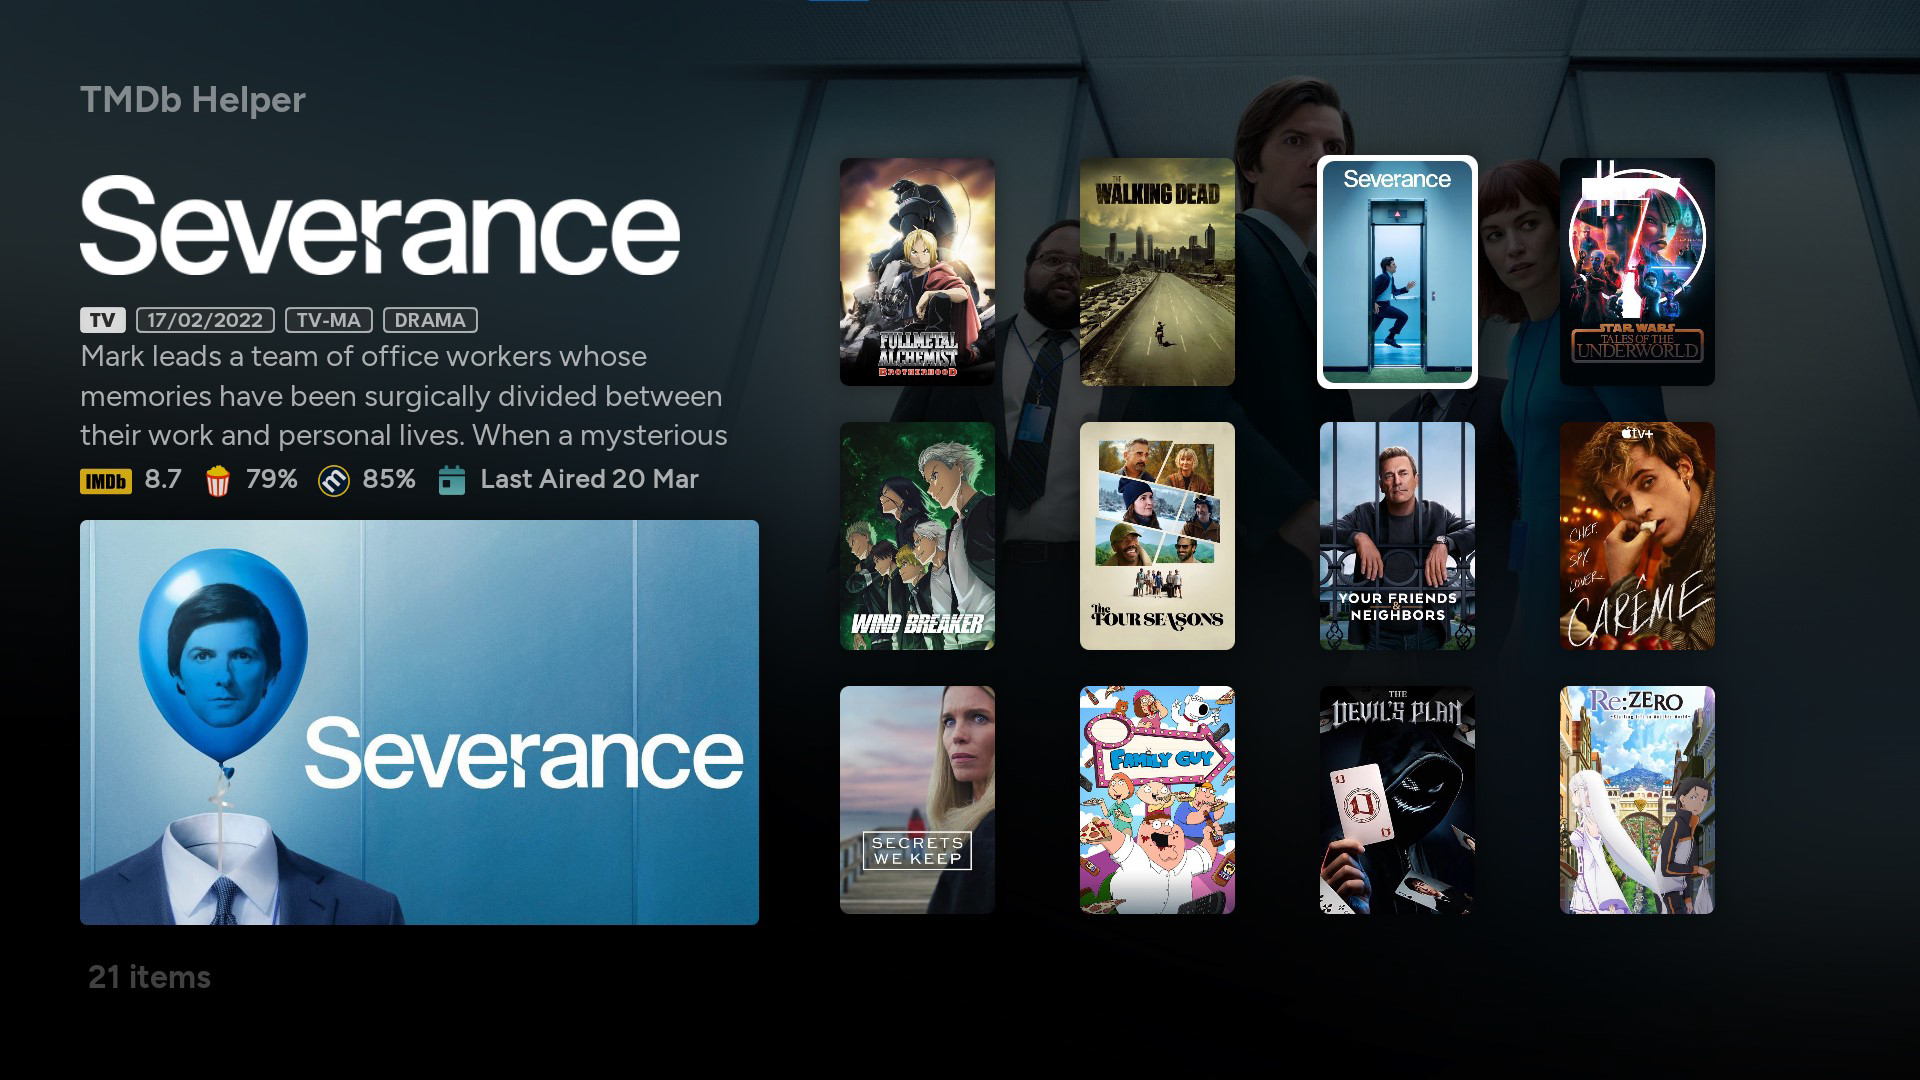 TMDb Helper
Severance
TV 17/02/2022 TV-MA DRAMA
Mark leads a team of office workers whose
memories have been surgically divided between
their work and personal lives. When a mysterious
IMDb 8.7 79% m 85% Last Aired 20 Mar
Severance
21 items
FULLMETAL
ALCHEMIST
BROTHERHOOD
THE
WALKING DEAD
Severance
STAR WARS
TALES OF THE
UNDERWORLD
WIND BREAKER
The
FOUR SEASONS
YOUR FRIENDS
&
NEIGHBORS
tv+
CHEF.
SPY.
LOVER.
CARÊME
SECRETS
WE KEEP
FAMILY GUY
THE
DEVIL'S PLAN
13
13
Re:ZERO